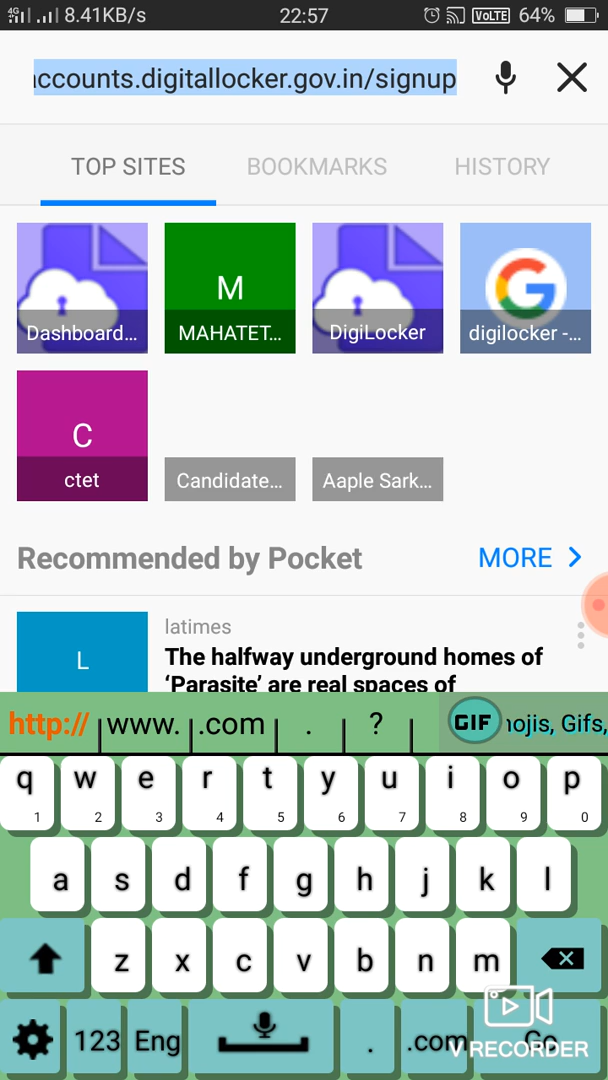 4G 8.41KB/s 22:57 VoLTE 64%
accounts.digitallocker.gov.in/signup
TOP SITES BOOKMARKS HISTORY
M
Dashboard... MAHATET... DigiLocker digilocker -...
C
ctet Candidate... Aaple Sark...
Recommended by Pocket MORE
latimes
L The halfway underground homes of
‘Parasite’ are real spaces of
http:// www. .com . ? GIF ojis, Gifs,
q w e r t y u i o p
1 2 3 4 5 6 7 8 9 0
a s d f g h j k l
z x c v b n m
123 Eng . .com Go
V RECORDER